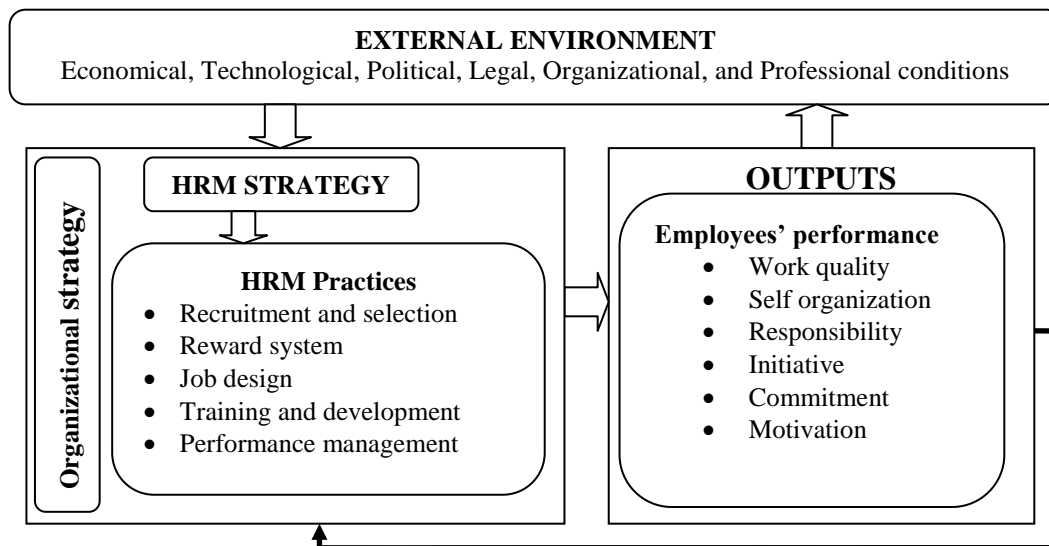 EXTERNAL ENVIRONMENT
Economical, Technological, Political, Legal, Organizational, and Professional conditions
Organizational strategy
HRM STRATEGY
HRM Practices
• Recruitment and selection
• Reward system
• Job design
• Training and development
• Performance management
OUTPUTS
Employees’ performance
• Work quality
• Self organization
• Responsibility
• Initiative
• Commitment
• Motivation